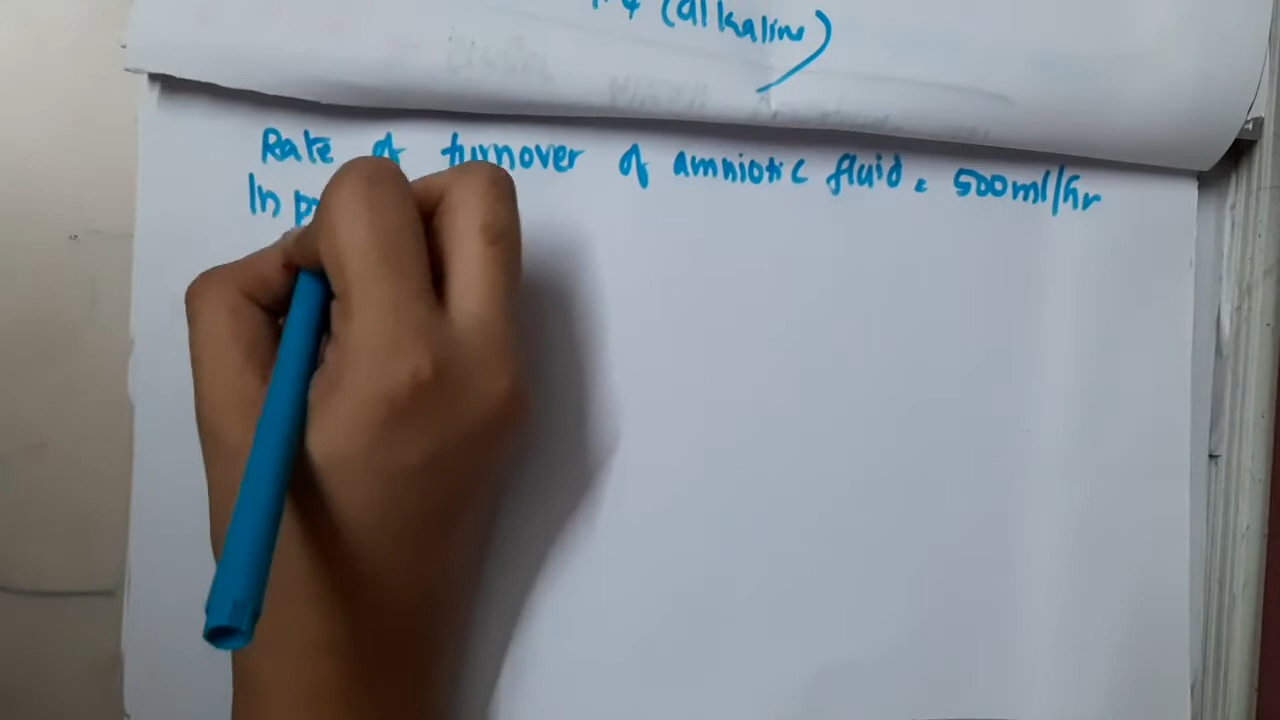 (alkaline)
Rate of turnover of amniotic fluid = 500ml/hr
In